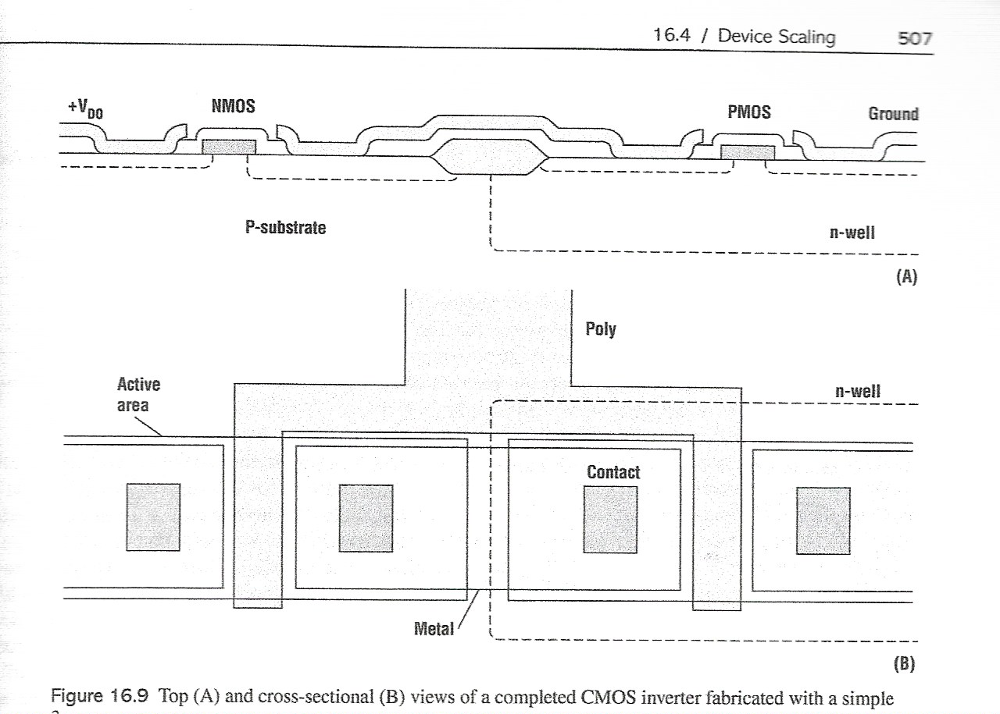 16.4 / Device Scaling 507
+VDO NMOS PMOS Ground
P-substrate n-well
(A)
Poly
Active
area
n-well
Contact
Metal
(B)
Figure 16.9 Top (A) and cross-sectional (B) views of a completed CMOS inverter fabricated with a simple